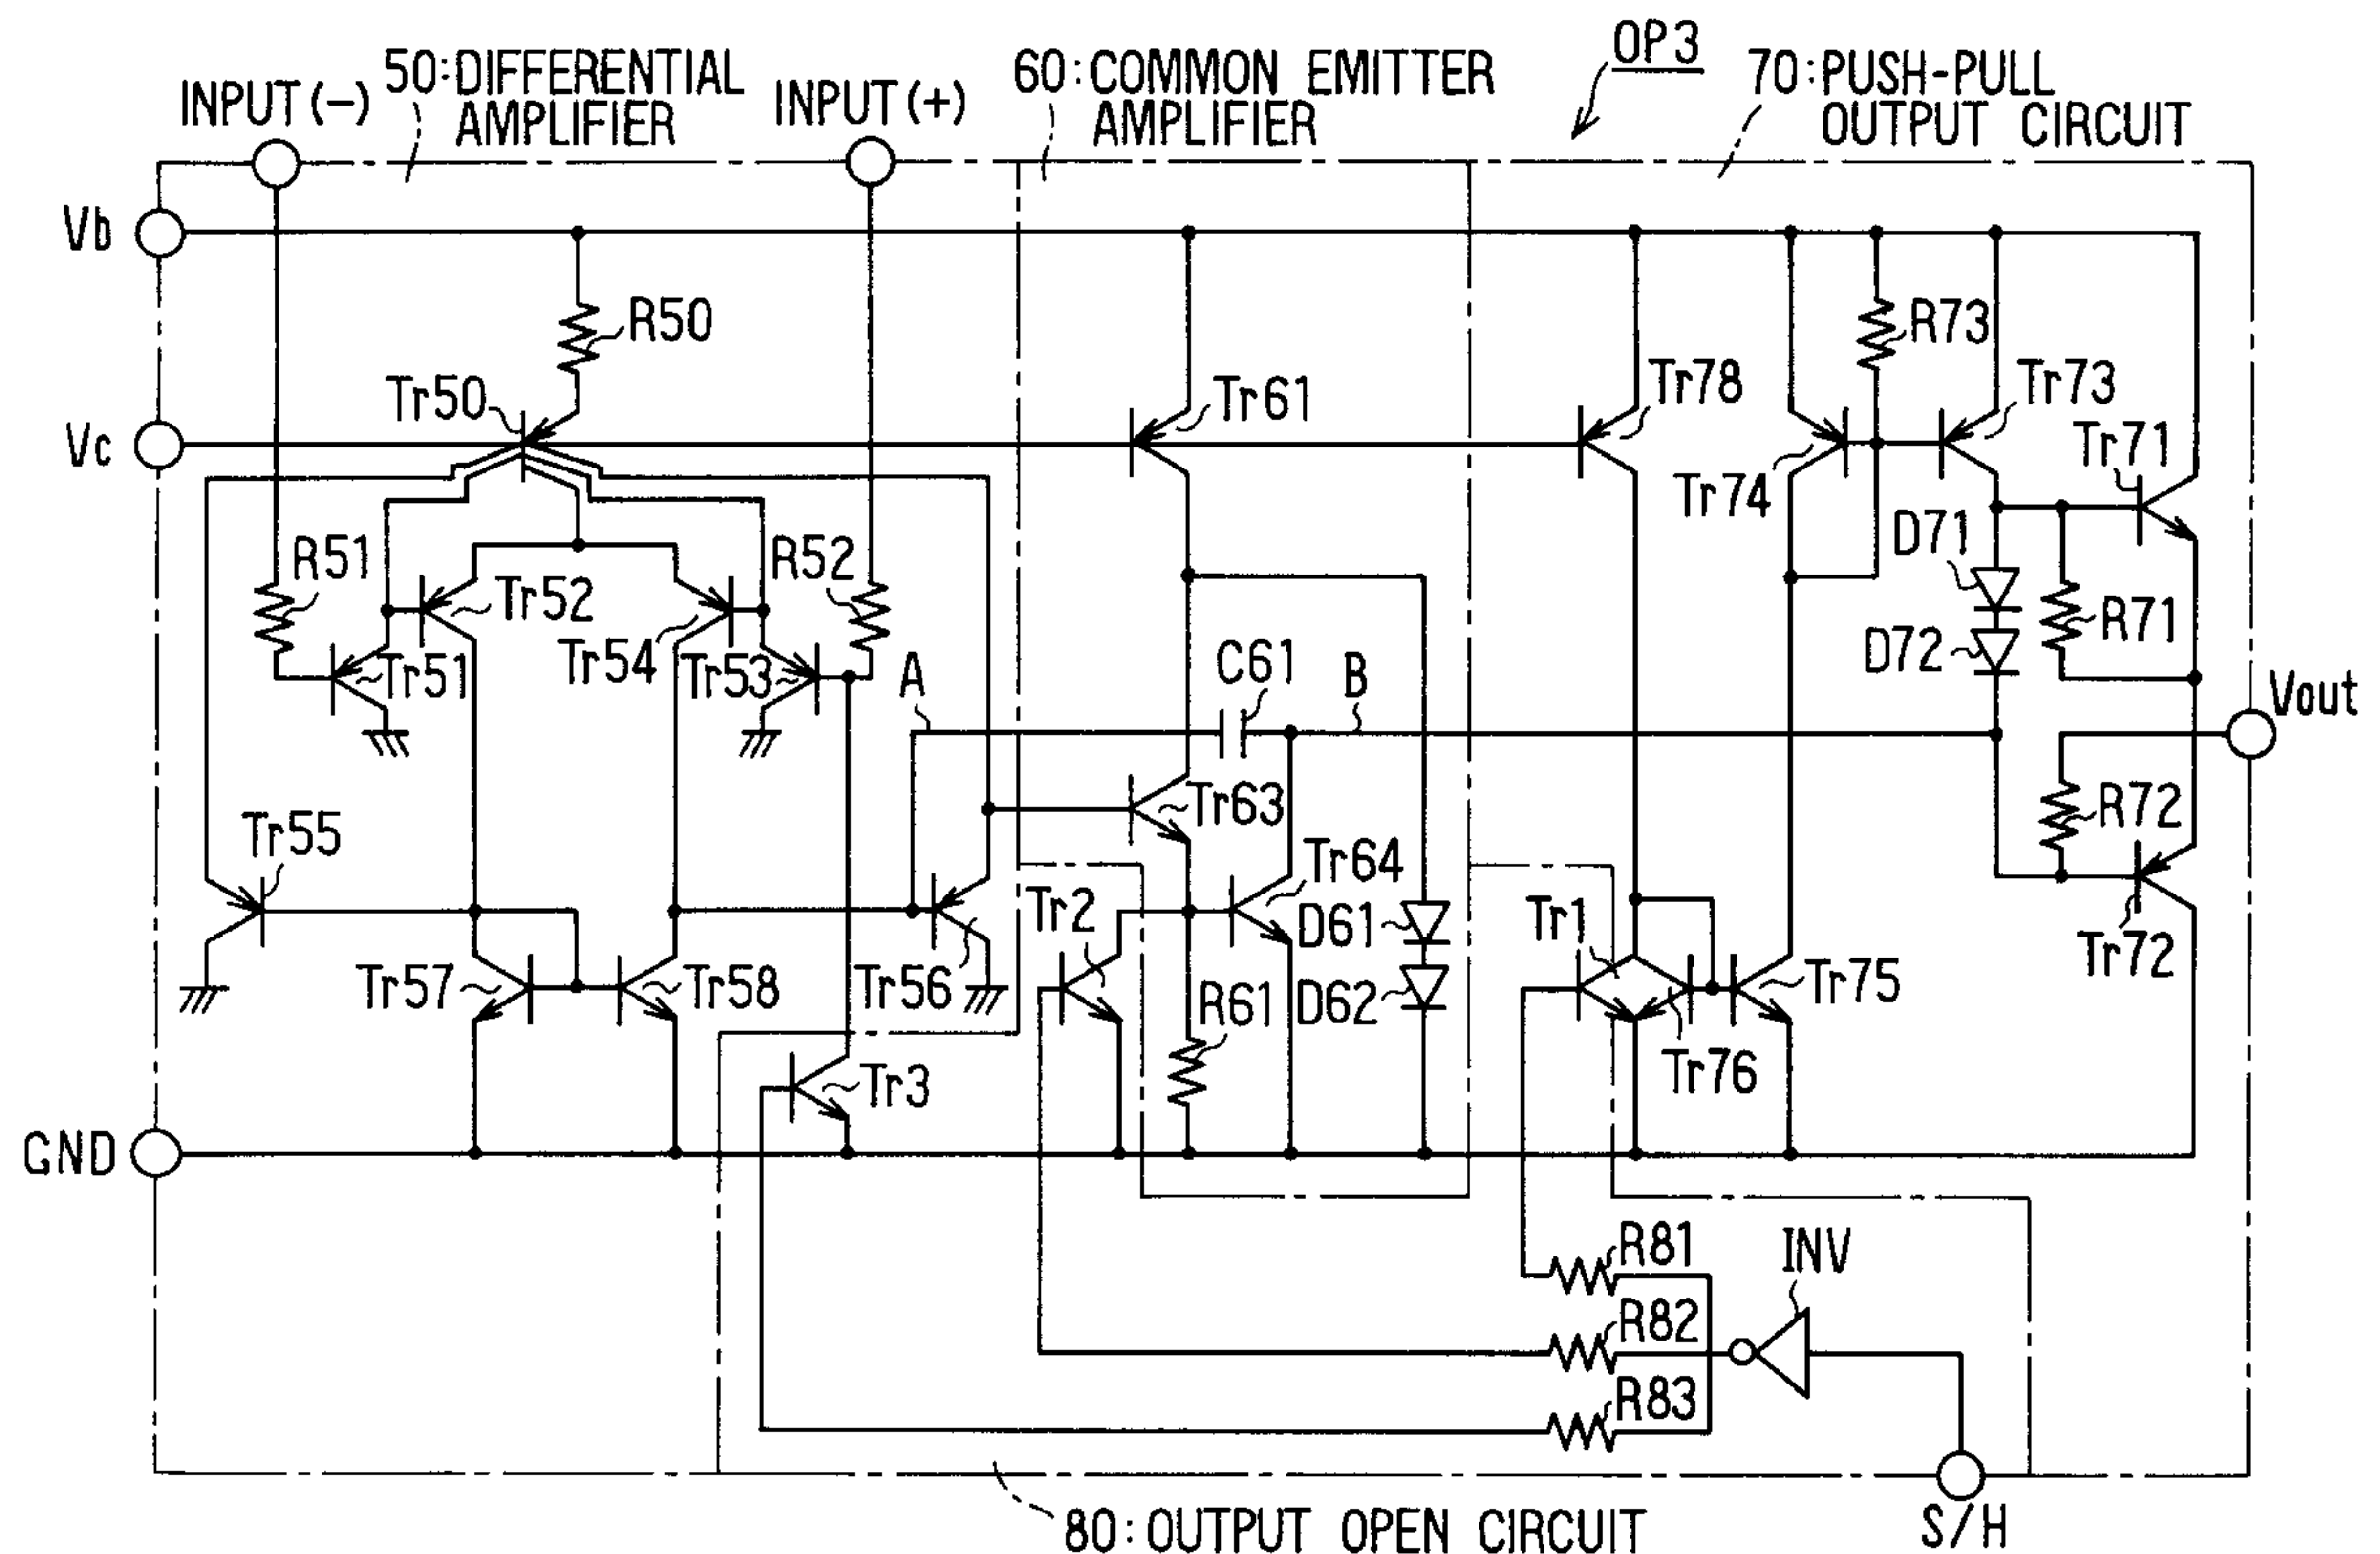 OP3
50:DIFFERENTIAL
AMPLIFIER
60:COMMON EMITTER
AMPLIFIER
70:PUSH-PULL
OUTPUT CIRCUIT
INPUT(-)
INPUT(+)
Vb
R50
R73
Tr50
Tr61
Tr78
Tr73
Vc
Tr71
Tr74
D71
R51
R52
Tr52
R71
D72
Tr51
Tr54
Tr53
A
C61
B
Vout
Tr63
R72
Tr55
Tr64
Tr2
D61
Tr1
Tr72
Tr57
Tr58
Tr56
R61
D62
Tr75
Tr76
Tr3
GND
R81
INV
R82
R83
80:OUTPUT OPEN CIRCUIT
S/H